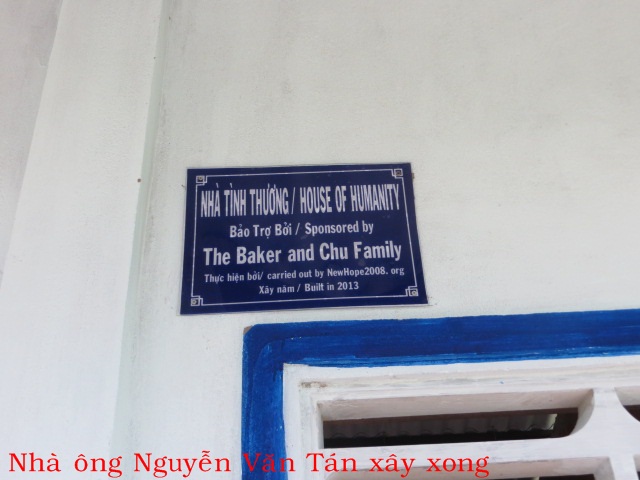 NHÀ TÌNH THƯƠNG / HOUSE OF HUMANITY
Bảo Trợ Bởi / Sponsored by
The Baker and Chu Family
Thực hiện bởi/ carried out by NewHope2008. org
Xây năm / Built in 2013
Nhà ông Nguyễn Văn Tán xây xong